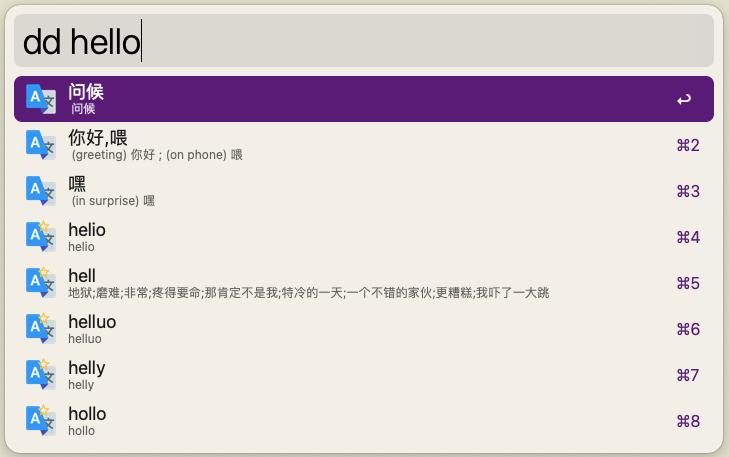 dd hello
问候
问候
你好,喂
⌘2
(greeting) 你好 ; (on phone) 喂
嘿
⌘3
(in surprise) 嘿
helio
⌘4
helio
hell
⌘5
地狱;磨难;非常;疼得要命;那肯定不是我;特冷的一天;一个不错的家伙;更糟糕;我吓了一大跳
helluo
⌘6
helluo
helly
⌘7
helly
hollo
⌘8
hollo